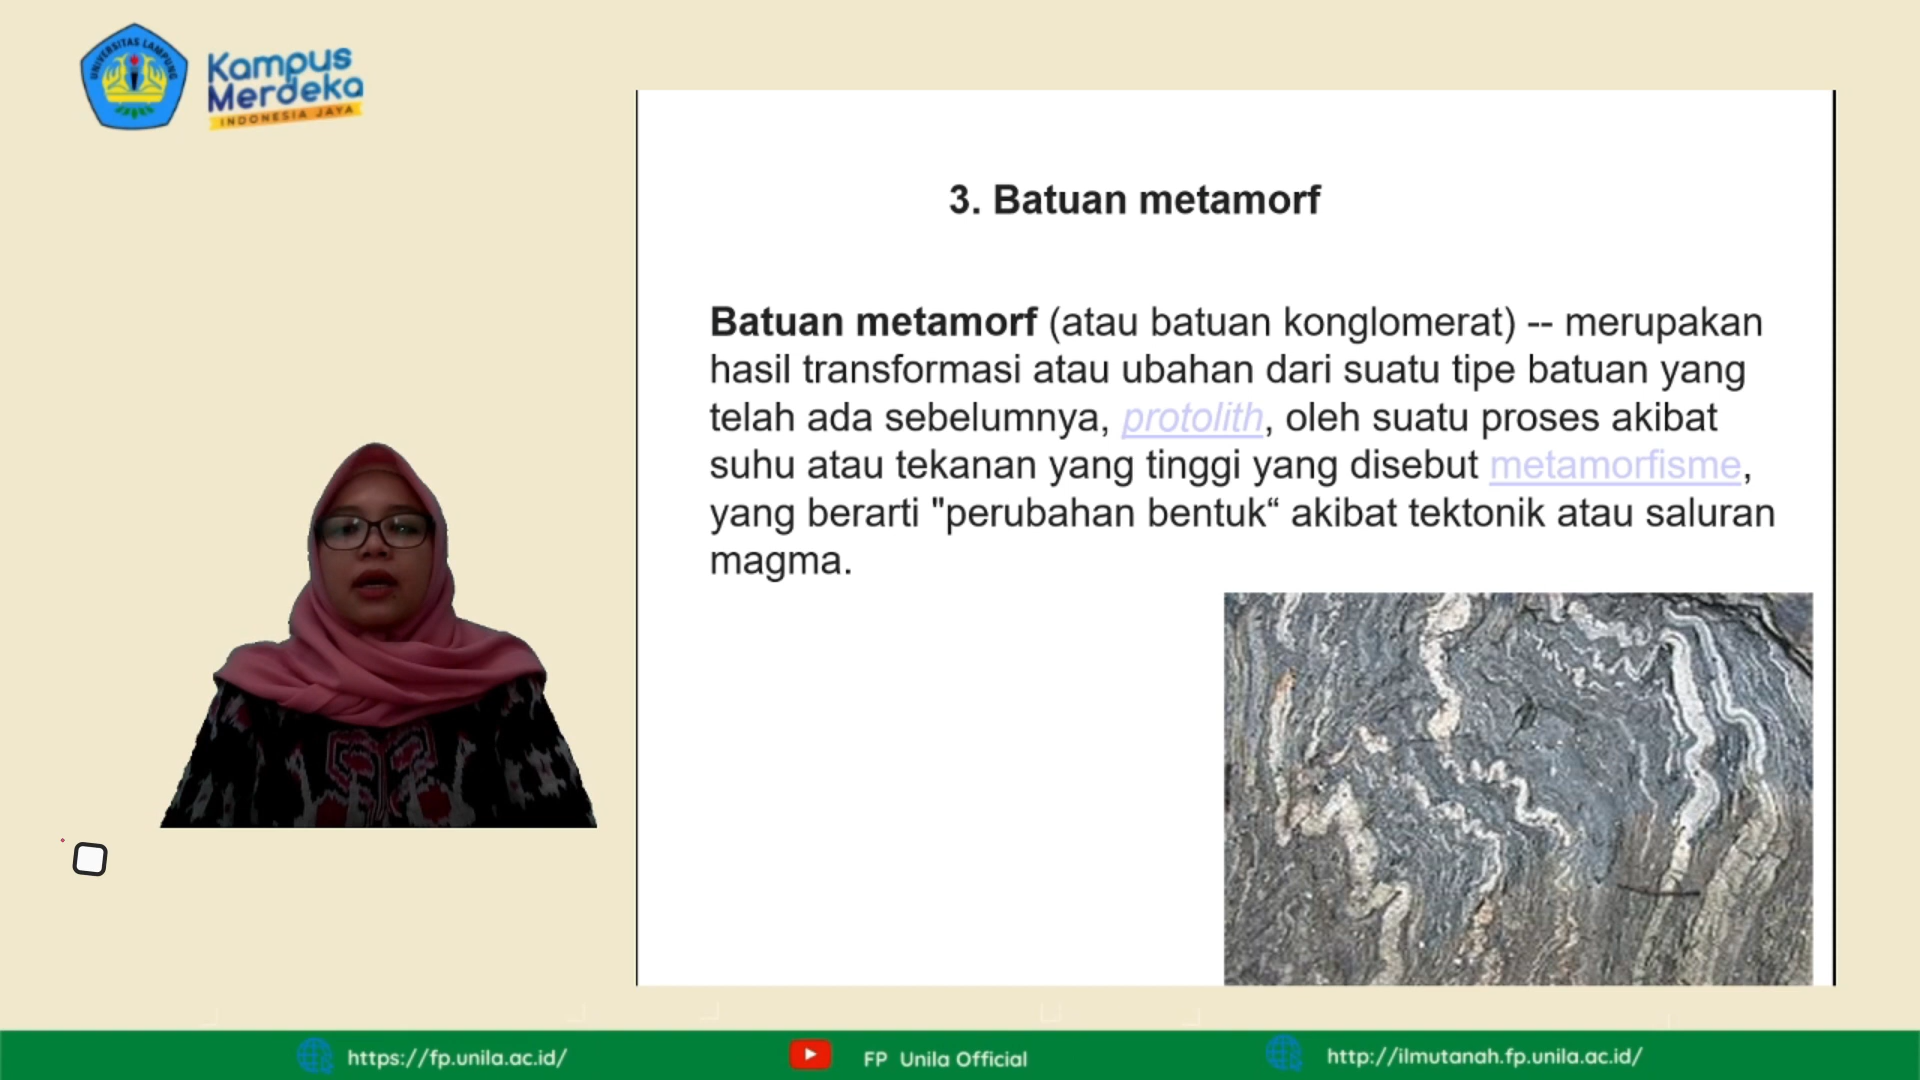 UNIVERSITAS LAMPUNG
Kampus
Merdeka
INDONESIA JAYA
3. Batuan metamorf
Batuan metamorf (atau batuan konglomerat) -- merupakan
hasil transformasi atau ubahan dari suatu tipe batuan yang
telah ada sebelumnya, protolith, oleh suatu proses akibat
suhu atau tekanan yang tinggi yang disebut metamorfisme,
yang berarti "perubahan bentuk“ akibat tektonik atau saluran
magma.
https://fp.unila.ac.id/
FP Unila Official
http://ilmutanah.fp.unila.ac.id/